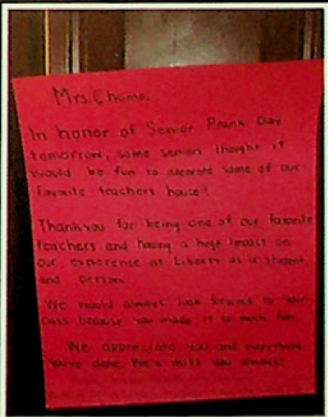 Mrs. Choma,
In honor of Senior Prank Day
tomorrow, some seniors thought it
would be fun to decorate some of our
favorite teachers house!
Thank you for being one of our favorite
teachers and having a huge impact on
our experience at Liberty as a student
and person.
We would always look forward to your
class because you made it so much fun.
We appreciate you and everything
you've done. We'll miss you always!